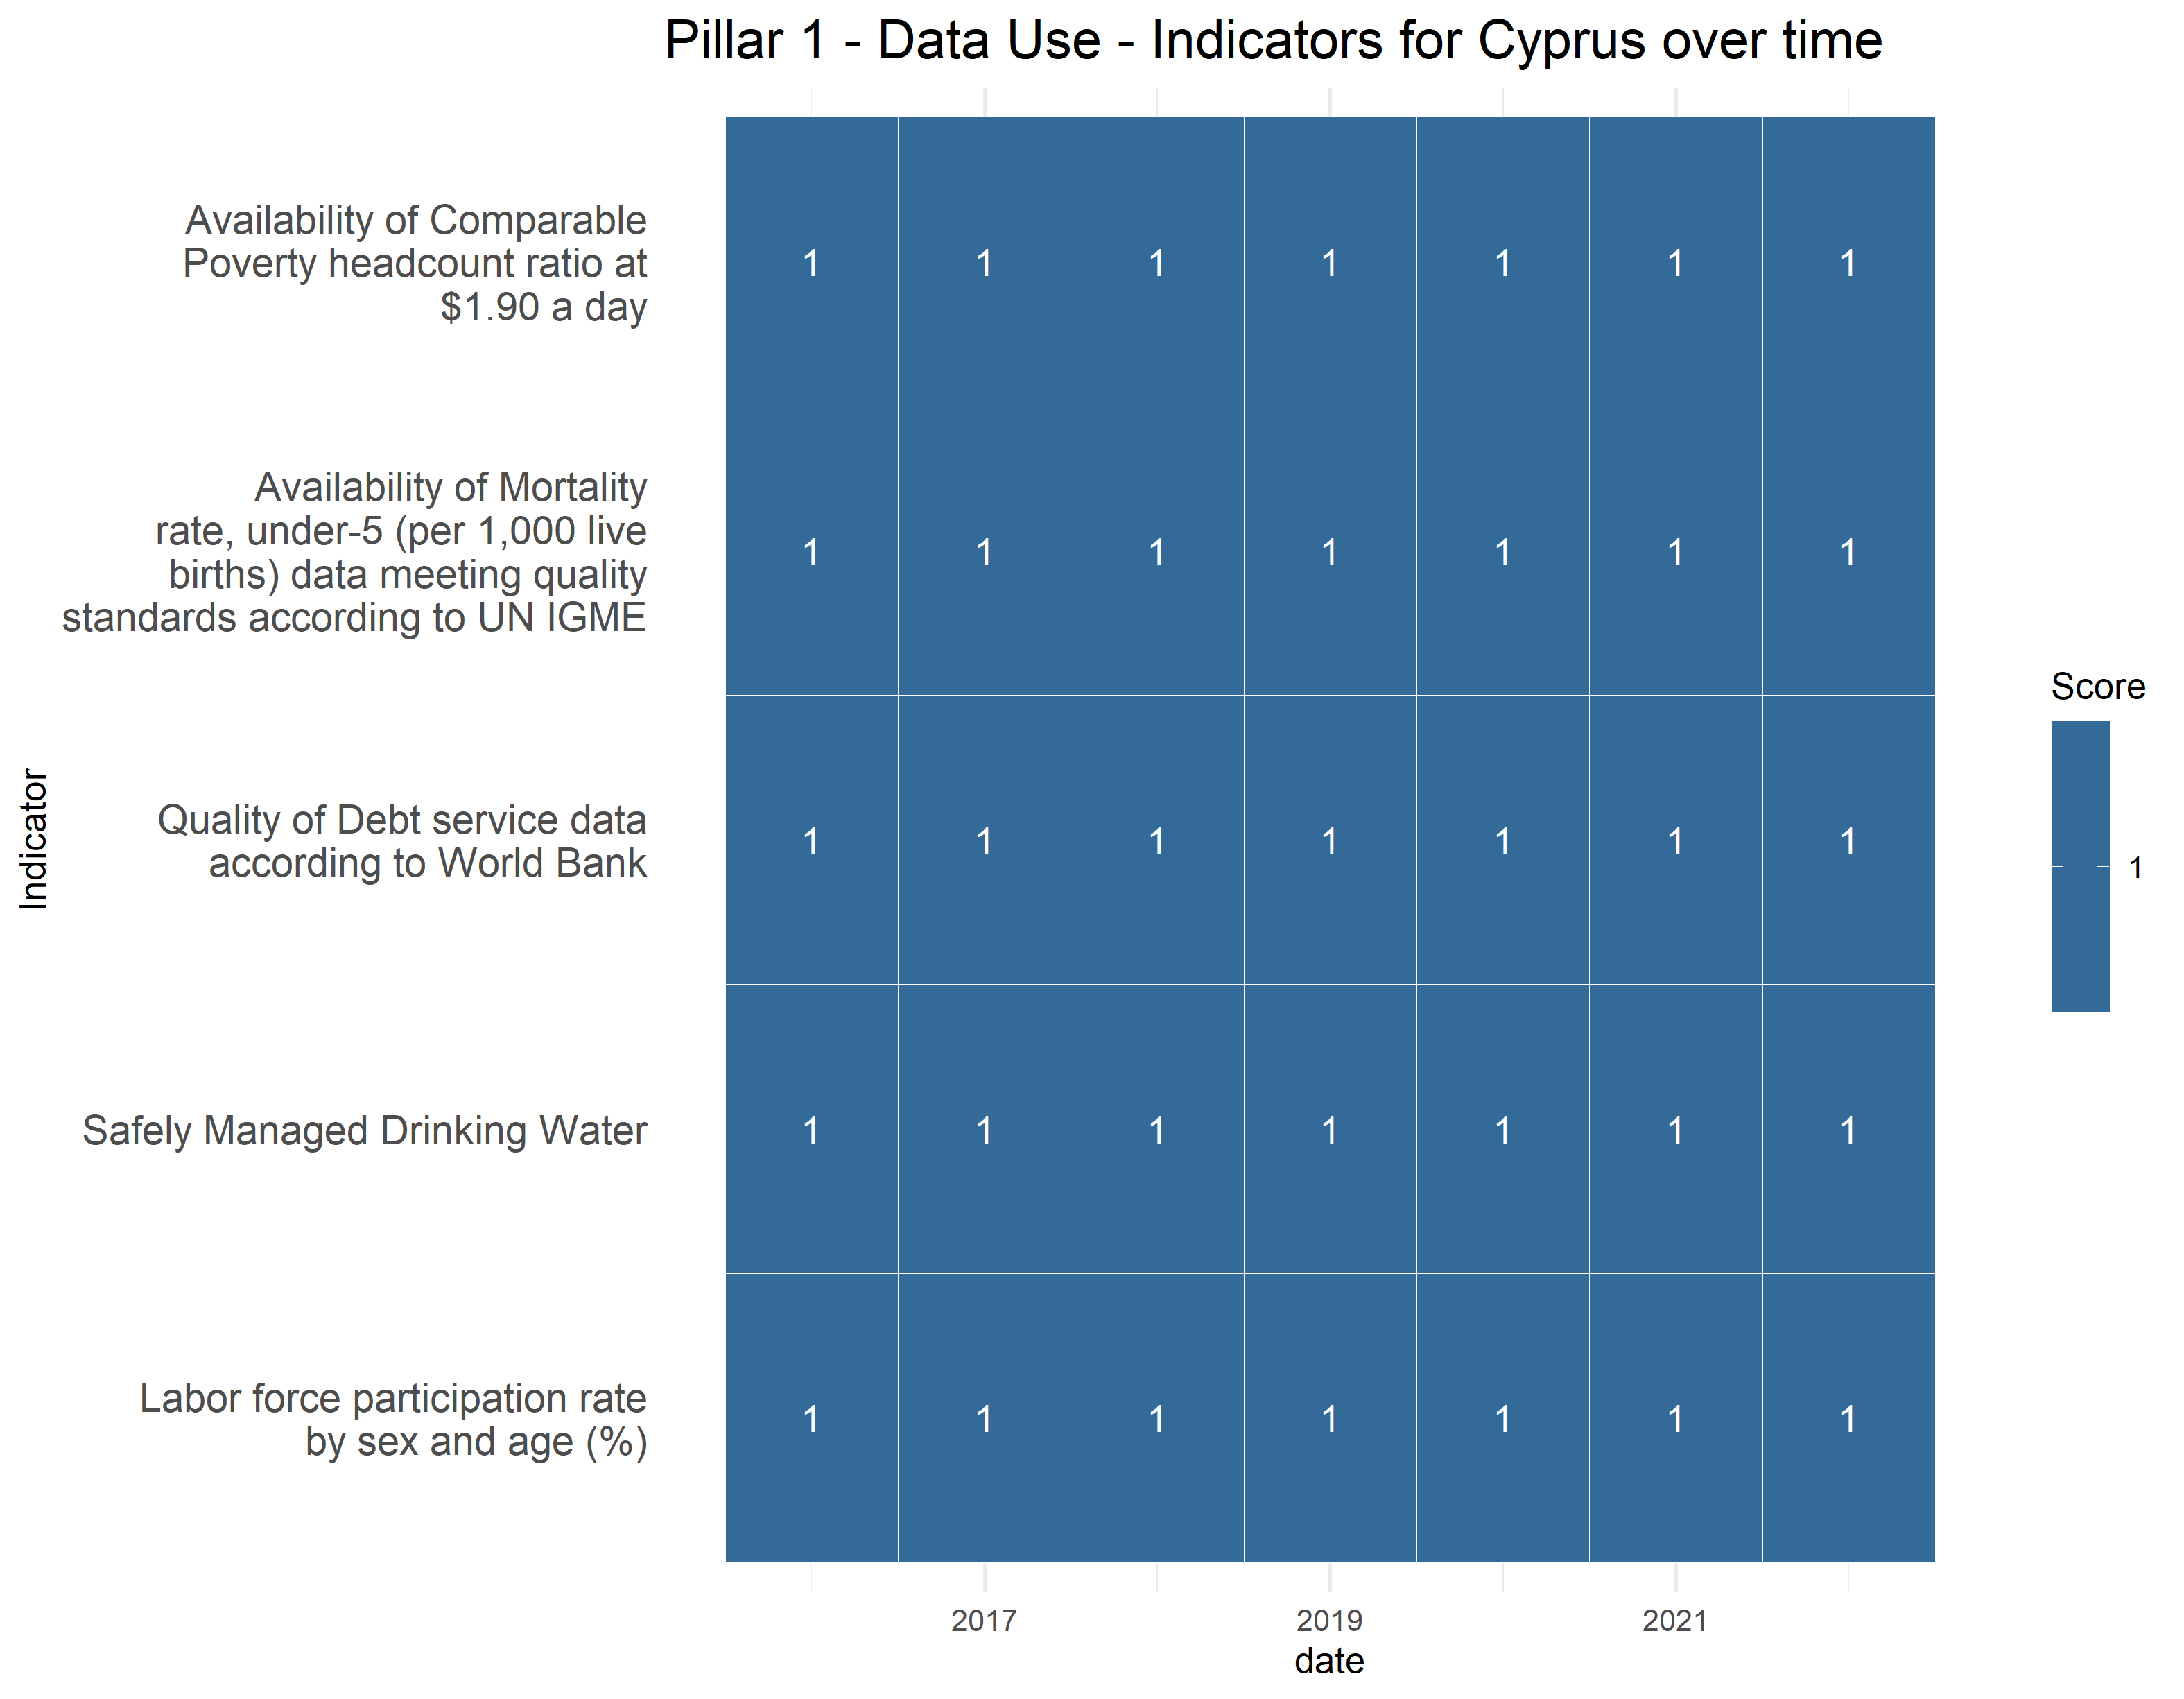 Pillar 1 - Data Use - Indicators for Cyprus over time
Availability of Comparable
Poverty headcount ratio at
$1.90 a day
1 1 1 1 1 1 1
Availability of Mortality
rate, under-5 (per 1,000 live
births) data meeting quality
standards according to UN IGME
1 1 1 1 1 1 1
Quality of Debt service data
according to World Bank
1 1 1 1 1 1 1
Safely Managed Drinking Water
1 1 1 1 1 1 1
Labor force participation rate
by sex and age (%)
1 1 1 1 1 1 1
Indicator
2017 2019 2021
date
Score
1